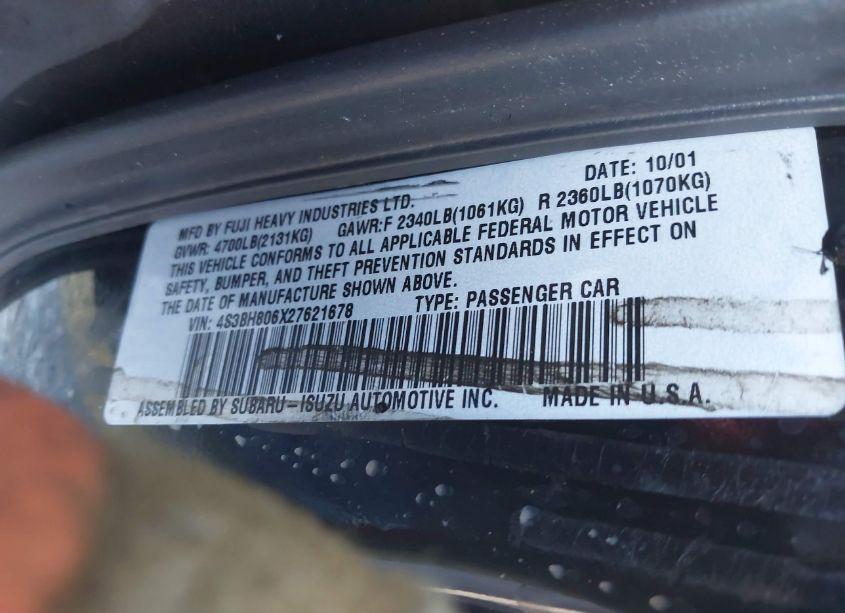 DATE: 10/01
MFD BY FUJI HEAVY INDUSTRIES LTD.
GVWR: 4700LB(2131KG) GAWR:F 2340LB(1061KG) R 2360LB(1070KG)
THIS VEHICLE CONFORMS TO ALL APPLICABLE FEDERAL MOTOR VEHICLE
SAFETY, BUMPER, AND THEFT PREVENTION STANDARDS IN EFFECT ON
THE DATE OF MANUFACTURE SHOWN ABOVE.
VIN: 4S3BH806X27621678 TYPE: PASSENGER CAR
ASSEMBLED BY SUBARU-ISUZU AUTOMOTIVE INC. MADE IN U.S.A.